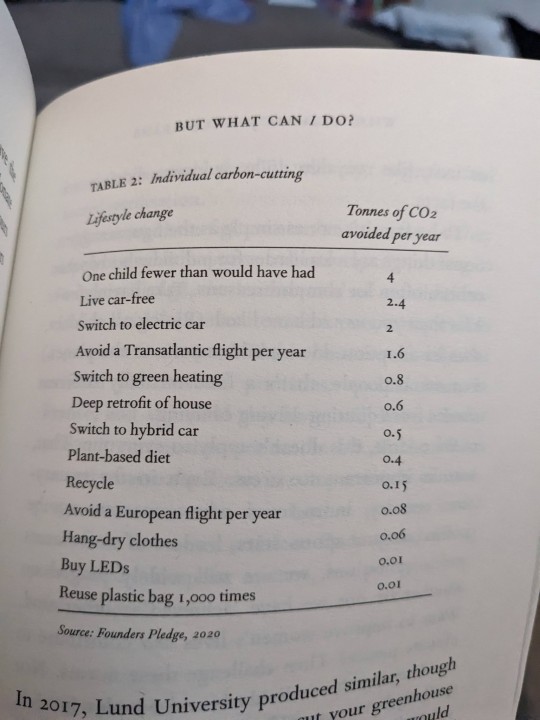 BUT WHAT CAN I DO?
TABLE 2: Individual carbon-cutting
Lifestyle change Tonnes of CO2 avoided per year
One child fewer than would have had 4
Live car-free 2.4
Switch to electric car 2
Avoid a Transatlantic flight per year 1.6
Switch to green heating 0.8
Deep retrofit of house 0.6
Switch to hybrid car 0.5
Plant-based diet 0.4
Recycle 0.15
Avoid a European flight per year 0.08
Hang-dry clothes 0.06
Buy LEDs 0.01
Reuse plastic bag 1,000 times 0.01
Source: Founders Pledge, 2020
In 2017, Lund University produced similar, though
your greenhouse
would